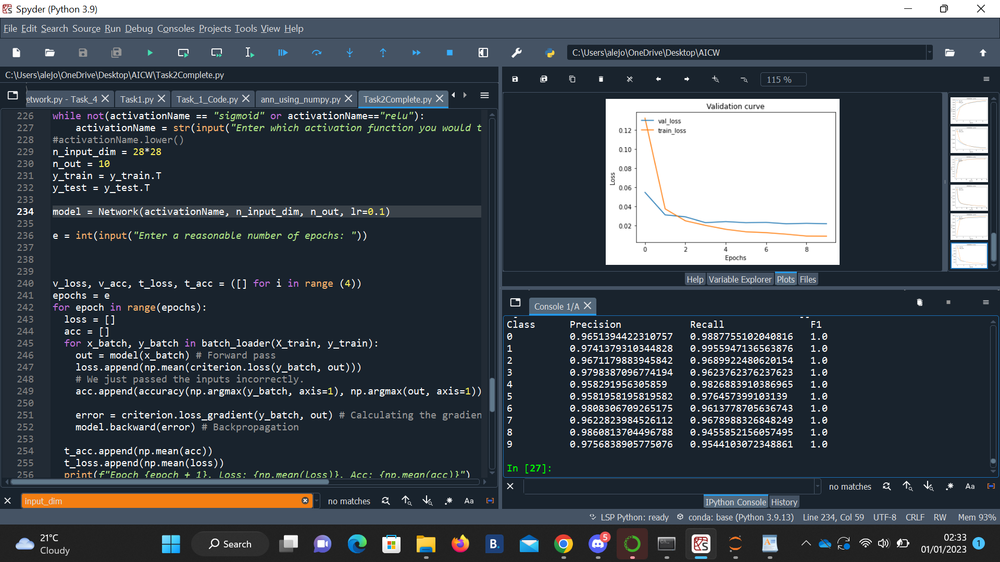 Spyder (Python 3.9)
File Edit Search Source Run Debug Consoles Projects Tools View Help
C:\Users\alejo\OneDrive\Desktop\AICW
C:\Users\alejo\OneDrive\Desktop\AICW\Task2Complete.py
etwork.py - Task_4 Task1.py Task_1_Code.py ann_using_numpy.py Task2Complete.py
226 while not(activationName == "sigmoid" or activationName=="relu"):
227 activationName = str(input("Enter which activation function you would t
228 #activationName.lower()
229 n_input_dim = 28*28
230 n_out = 10
231 y_train = y_train.T
232 y_test = y_test.T
233
234 model = Network(activationName, n_input_dim, n_out, lr=0.1)
235
236 e = int(input("Enter a reasonable number of epochs: "))
237
238
239
240 v_loss, v_acc, t_loss, t_acc = ([] for i in range (4))
241 epochs = e
242 for epoch in range(epochs):
243 loss = []
244 acc = []
245 for x_batch, y_batch in batch_loader(X_train, y_train):
246 out = model(x_batch) # Forward pass
247 loss.append(np.mean(criterion.loss(y_batch, out)))
248 # We just passed the inputs incorrectly.
249 acc.append(accuracy(np.argmax(y_batch, axis=1), np.argmax(out, axis=1))
250
251 error = criterion.loss_gradient(y_batch, out) # Calculating the gradien
252 model.backward(error) # Backpropagation
253
254 t_acc.append(np.mean(acc))
255 t_loss.append(np.mean(loss))
256 print(f"Epoch {epoch + 1}, Loss: {np.mean(loss)}, Acc: {np.mean(acc)}")
input_dim
no matches
Aa
115 %
Validation curve
val_loss
train_loss
0.12
0.10
0.08
0.06
0.04
0.02
Loss
0 2 4 6 8
Epochs
Help Variable Explorer Plots Files
Console 1/A
Class Precision Recall F1
0 0.9651394422310757 0.9887755102040816 1.0
1 0.9741379310344828 0.9955947136563876 1.0
2 0.9671179883945842 0.9689922480620154 1.0
3 0.9798387096774194 0.9623762376237623 1.0
4 0.958291956305859 0.9826883910386965 1.0
5 0.9581958195819582 0.976457399103139 1.0
6 0.9808306709265175 0.9613778705636743 1.0
7 0.9622823984526112 0.9678988326848249 1.0
8 0.9860813704496788 0.9455852156057495 1.0
9 0.9756838905775076 0.9544103072348861 1.0
In [27]:
no matches
Aa
IPython Console History
LSP Python: ready conda: base (Python 3.9.13) Line 234, Col 59 UTF-8 CRLF RW Mem 93%
21°C
Cloudy
Search
B.
5
02:33
01/01/2023
1